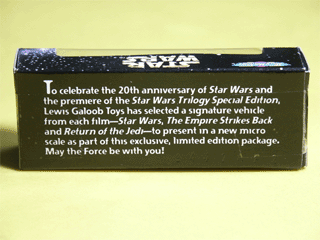 STAR
WARS
To celebrate the 20th anniversary of Star Wars and
the premiere of the Star Wars Trilogy Special Edition,
Lewis Galoob Toys has selected a signature vehicle
from each film—Star Wars, The Empire Strikes Back
and Return of the Jedi—to present in a new micro
scale as part of this exclusive, limited edition package.
May the Force be with you!